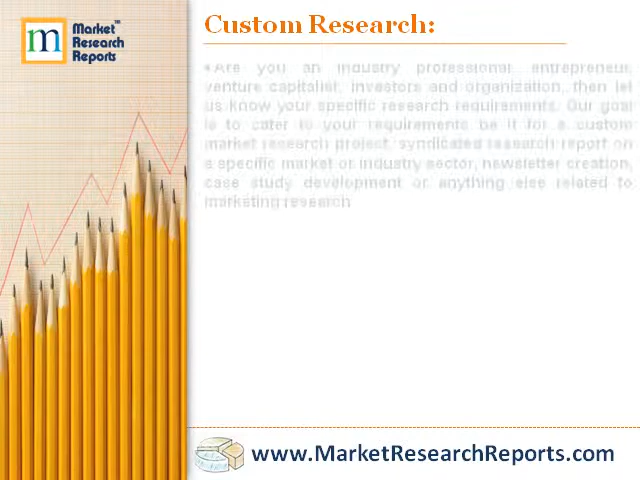 m Market™
Research
Reports
Custom Research:
•Are you an industry professional, entrepreneur,
venture capitalist, investors and organization, then let
us know your specific research requirements. Our goal
is to cater to your requirements be it for a custom
market research project, syndicated research report on
a specific market or industry sector, newsletter creation,
case study development or anything else related to
marketing research
www.MarketResearchReports.com